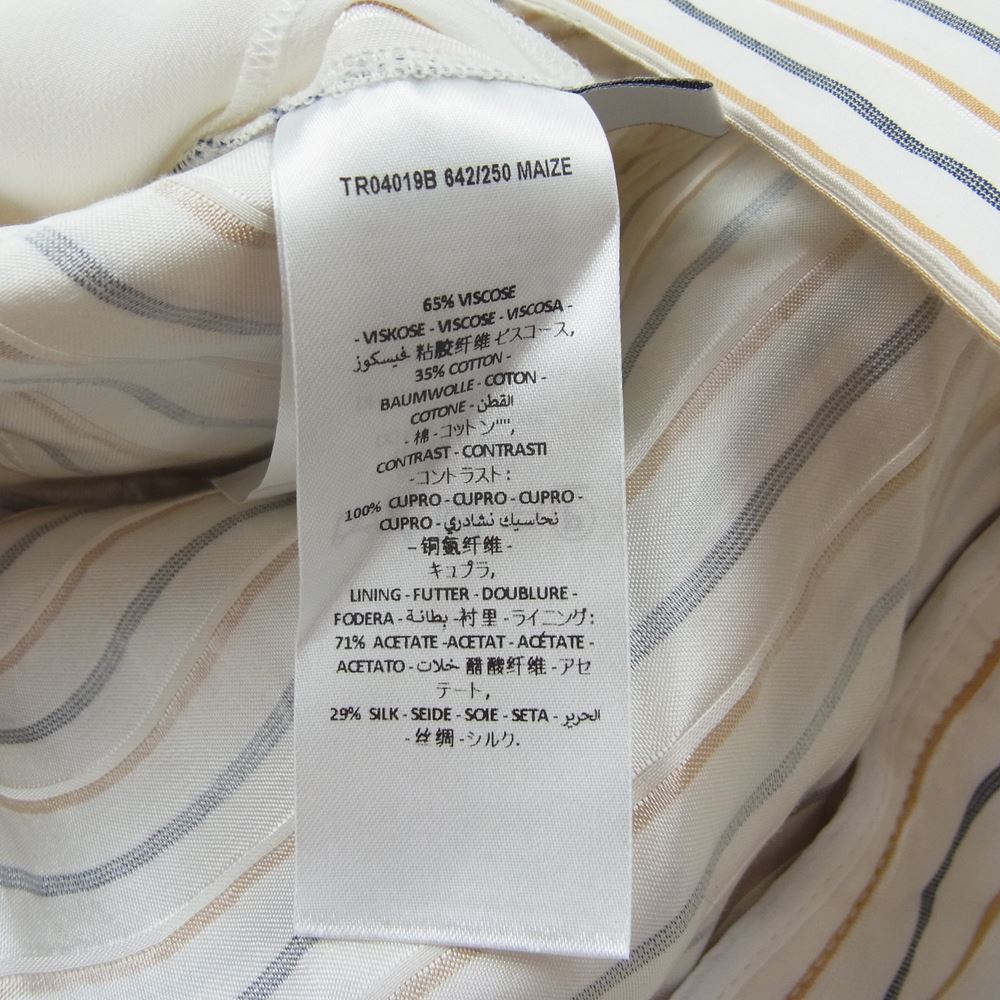 TR04019B 642/250 MAIZE
65% VISCOSE
- VISKOSE - VISCOSE - VISCOSA -
فيسكوز 粘胶纤维 ビスコース,
35% COTTON -
BAUMWOLLE - COTON -
COTONE - القطن
- 棉 - コットン"",
CONTRAST - CONTRASTI
-コントラスト:
100% CUPRO - CUPRO - CUPRO -
CUPRO - نحاسيك نشادري
- 铜氨纤维 -
キュプラ,
LINING - FUTTER - DOUBLURE -
FODERA - بطانة - 衬里 - ライニング:
71% ACETATE -ACETAT - ACÉTATE -
ACETATO - خلات 醋酸纤维 - アセ
テート,
29% SILK - SEIDE - SOIE - SETA - الحرير
- 丝绸 - シルク.